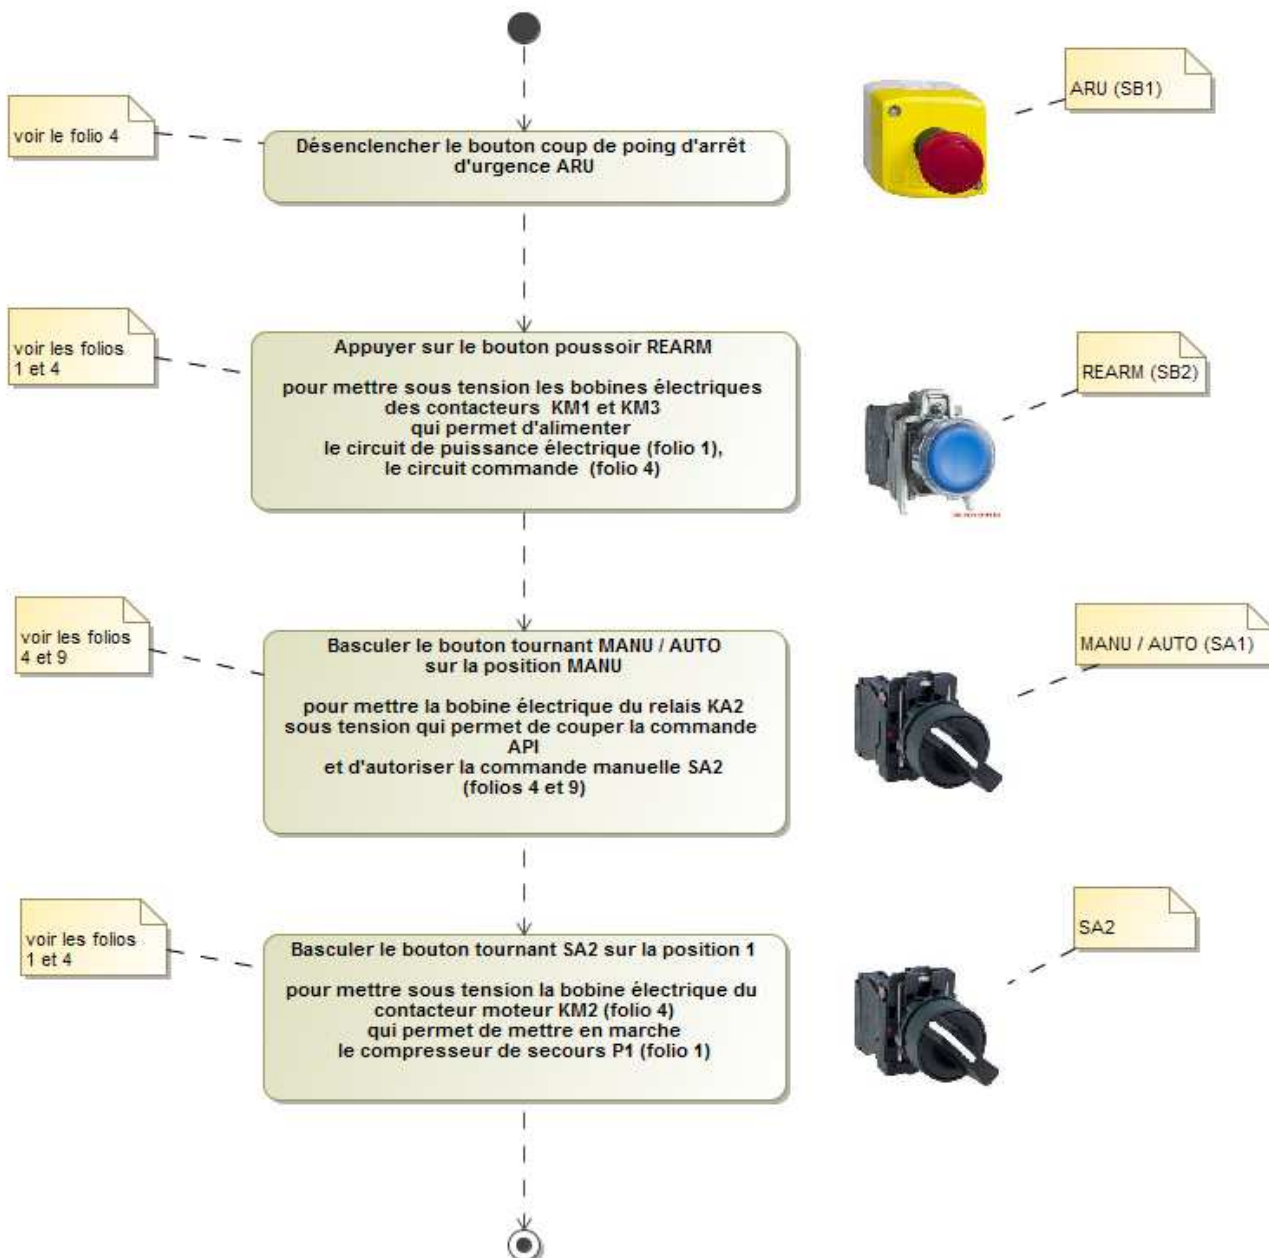 ARU (SB1)
voir le folio 4
Désenclencher le bouton coup de poing d'arrêt
d'urgence ARU
voir les folios
1 et 4
Appuyer sur le bouton poussoir REARM
pour mettre sous tension les bobines électriques
des contacteurs KM1 et KM3
qui permet d'alimenter
le circuit de puissance électrique (folio 1),
le circuit commande (folio 4)
REARM (SB2)
voir les folios
4 et 9
Basculer le bouton tournant MANU / AUTO
sur la position MANU
pour mettre la bobine électrique du relais KA2
sous tension qui permet de couper la commande
API
et d'autoriser la commande manuelle SA2
(folios 4 et 9)
MANU / AUTO (SA1)
voir les folios
1 et 4
Basculer le bouton tournant SA2 sur la position 1
pour mettre sous tension la bobine électrique du
contacteur moteur KM2 (folio 4)
qui permet de mettre en marche
le compresseur de secours P1 (folio 1)
SA2